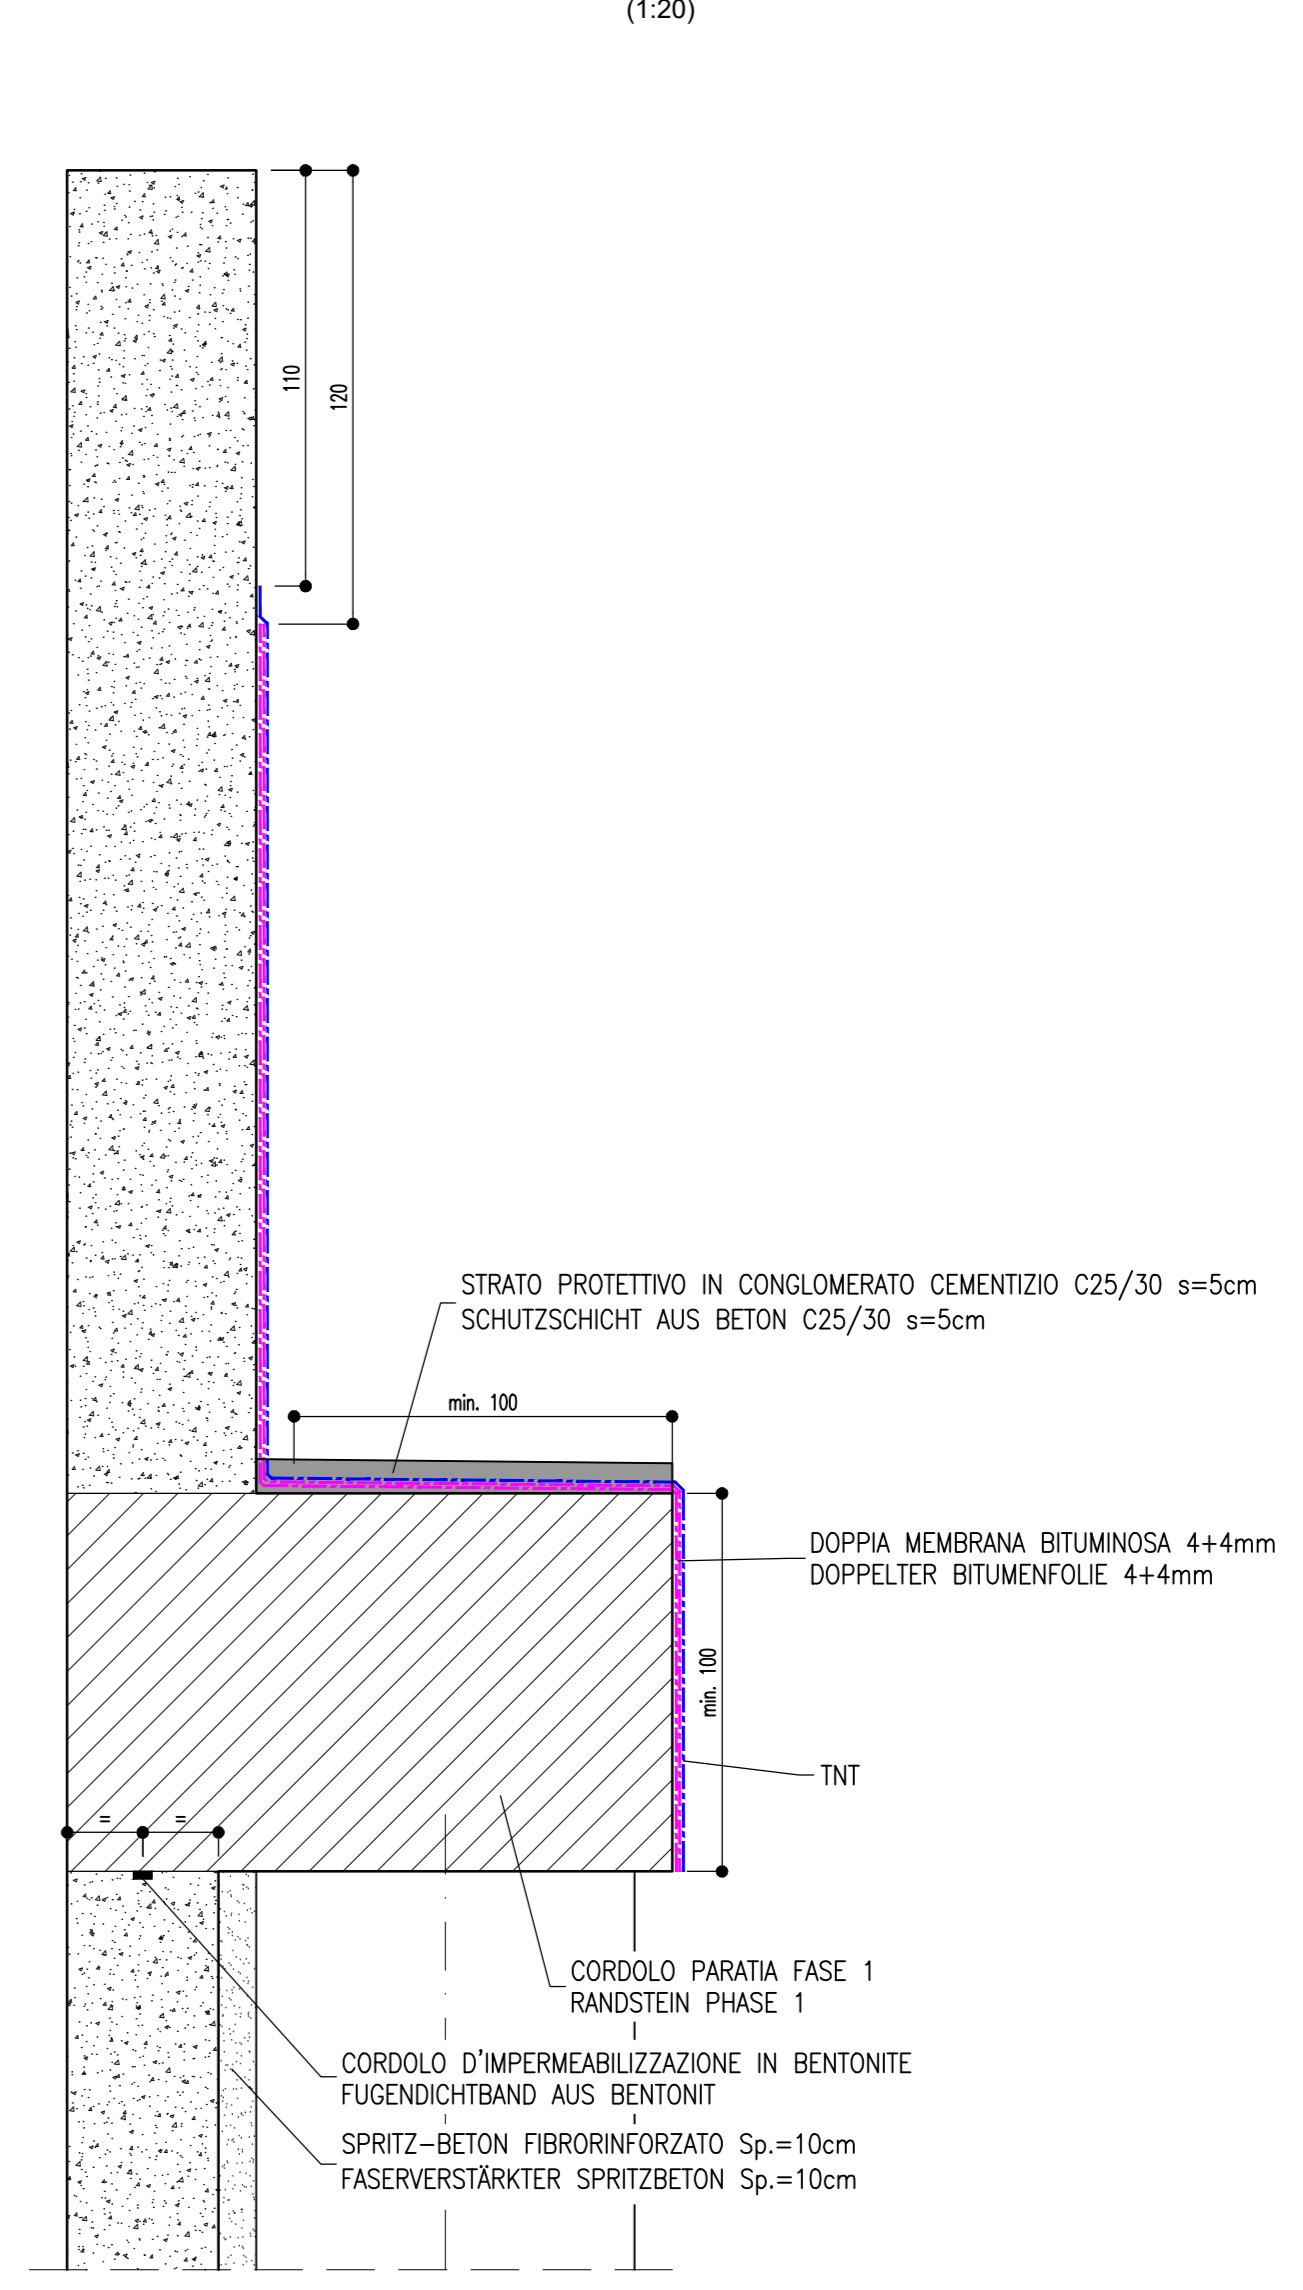 (1:20)
110
120
STRATO PROTETTIVO IN CONGLOMERATO CEMENTIZIO C25/30 s=5cm
SCHUTZSCHICHT AUS BETON C25/30 s=5cm
min. 100
DOPPIA MEMBRANA BITUMINOSA 4+4mm
DOPPELTER BITUMENFOLIE 4+4mm
min. 100
TNT
= =
CORDOLO PARATIA FASE 1
RANDSTEIN PHASE 1
CORDOLO D'IMPERMEABILIZZAZIONE IN BENTONITE
FUGENDICHTBAND AUS BENTONIT
SPRITZ-BETON FIBRORINFORZATO Sp.=10cm
FASERVERSTÄRKTER SPRITZBETON Sp.=10cm